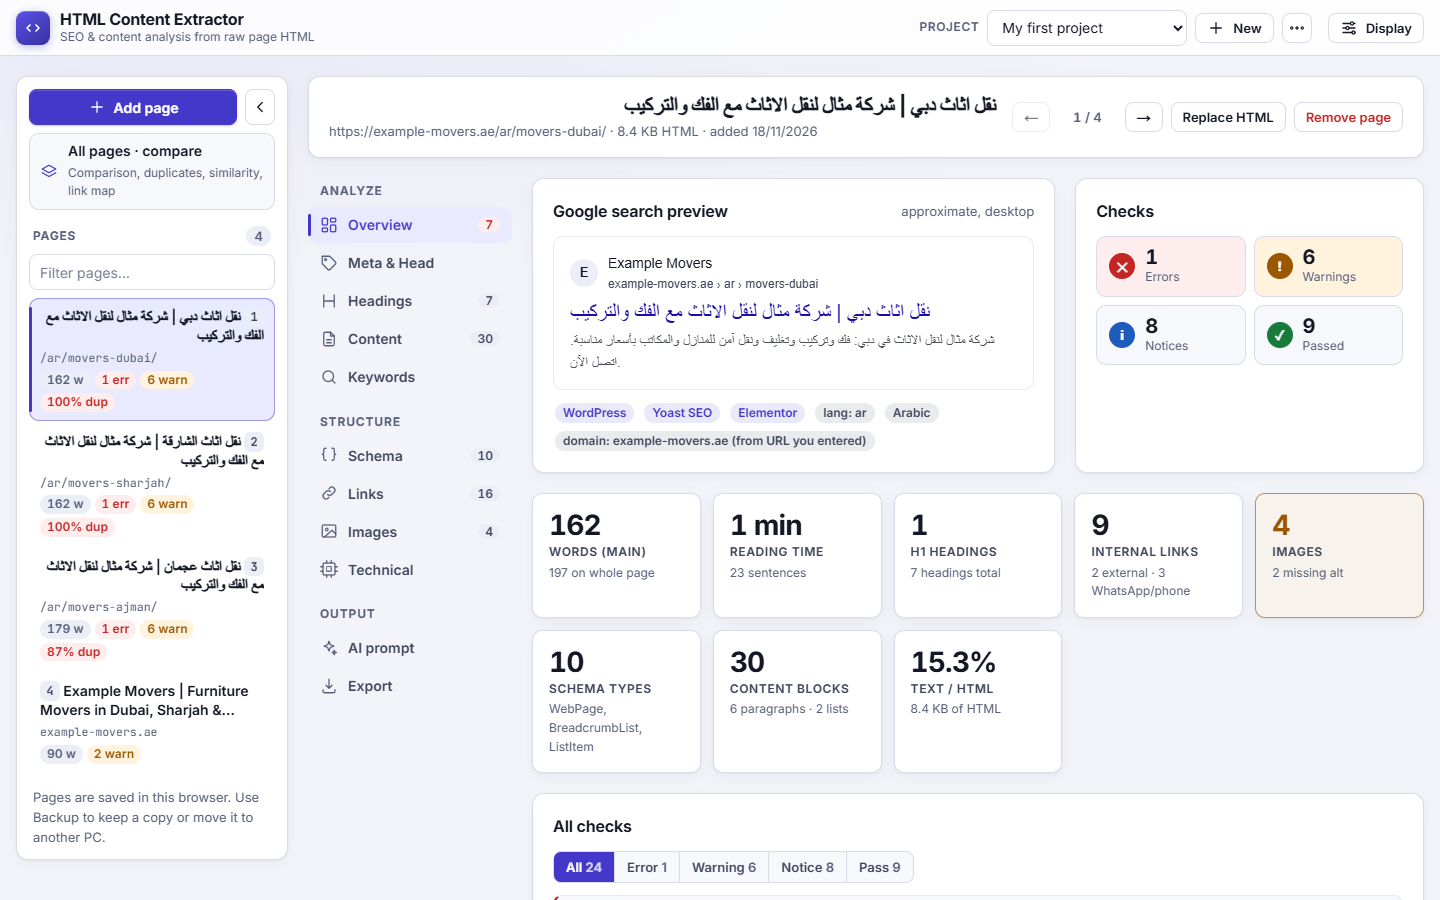 HTML Content Extractor
SEO & content analysis from raw page HTML
PROJECT
My first project
New
Display
Add page
All pages · compare
Comparison, duplicates, similarity,
link map
PAGES
4
Filter pages...
1 نقل اثاث دبي | شركة مثال لنقل الاثاث مع
الفك والتركيب
/ar/movers-dubai/
162 w 1 err 6 warn
100% dup
2 نقل اثاث الشارقة | شركة مثال لنقل الاثاث
مع الفك والتركيب
/ar/movers-sharjah/
162 w 1 err 6 warn
100% dup
3 نقل اثاث عجمان | شركة مثال لنقل الاثاث
مع الفك والتركيب
/ar/movers-ajman/
179 w 1 err 6 warn
87% dup
4 Example Movers | Furniture
Movers in Dubai, Sharjah &...
example-movers.ae
90 w 2 warn
Pages are saved in this browser. Use
Backup to keep a copy or move it to
another PC.
نقل اثاث دبي | شركة مثال لنقل الاثاث مع الفك والتركيب
https://example-movers.ae/ar/movers-dubai/ · 8.4 KB HTML · added 18/11/2026
← 1 / 4 →
Replace HTML
Remove page
ANALYZE
Overview 7
Meta & Head
Headings 7
Content 30
Keywords
STRUCTURE
Schema 10
Links 16
Images 4
Technical
OUTPUT
AI prompt
Export
Google search preview
approximate, desktop
E
Example Movers
example-movers.ae › ar › movers-dubai
نقل اثاث دبي | شركة مثال لنقل الاثاث مع الفك والتركيب
شركة مثال لنقل الاثاث في دبي: فك وتركيب وتغليف ونقل آمن للمنازل والمكاتب بأسعار مناسبة.
اتصل الآن.
WordPress Yoast SEO Elementor lang: ar Arabic
domain: example-movers.ae (from URL you entered)
Checks
1
Errors
6
Warnings
8
Notices
9
Passed
162
WORDS (MAIN)
197 on whole page
1 min
READING TIME
23 sentences
1
H1 HEADINGS
7 headings total
9
INTERNAL LINKS
2 external · 3
WhatsApp/phone
4
IMAGES
2 missing alt
10
SCHEMA TYPES
WebPage,
BreadcrumbList,
ListItem
30
CONTENT BLOCKS
6 paragraphs · 2 lists
15.3%
TEXT / HTML
8.4 KB of HTML
All checks
All 24 Error 1 Warning 6 Notice 8 Pass 9